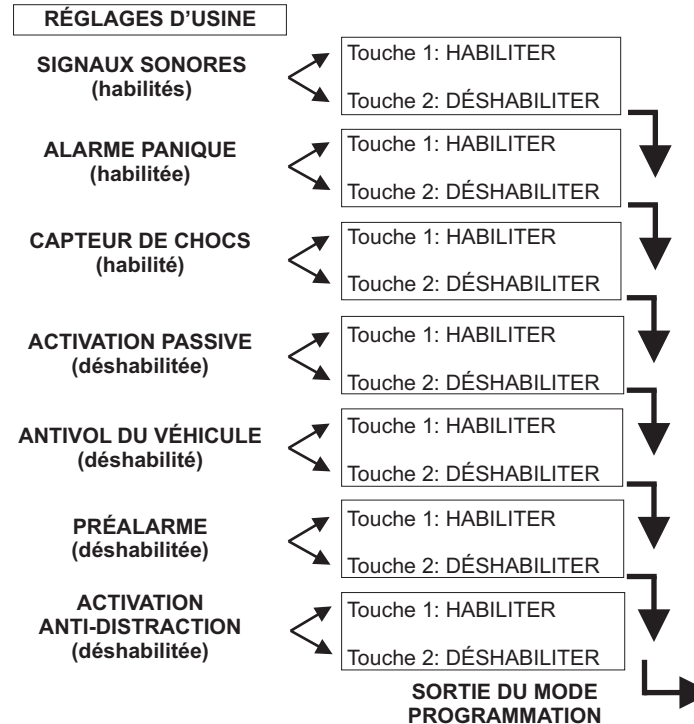 RÉGLAGES D'USINE
SIGNAUX SONORES
(habilités)
Touche 1: HABILITER
Touche 2: DÉSHABILITER
ALARME PANIQUE
(habilitée)
Touche 1: HABILITER
Touche 2: DÉSHABILITER
CAPTEUR DE CHOCS
(habilité)
Touche 1: HABILITER
Touche 2: DÉSHABILITER
ACTIVATION PASSIVE
(déshabilitée)
Touche 1: HABILITER
Touche 2: DÉSHABILITER
ANTIVOL DU VÉHICULE
(déshabilité)
Touche 1: HABILITER
Touche 2: DÉSHABILITER
PRÉALARME
(déshabilitée)
Touche 1: HABILITER
Touche 2: DÉSHABILITER
ACTIVATION
ANTI-DISTRACTION
(déshabilitée)
Touche 1: HABILITER
Touche 2: DÉSHABILITER
SORTIE DU MODE
PROGRAMMATION